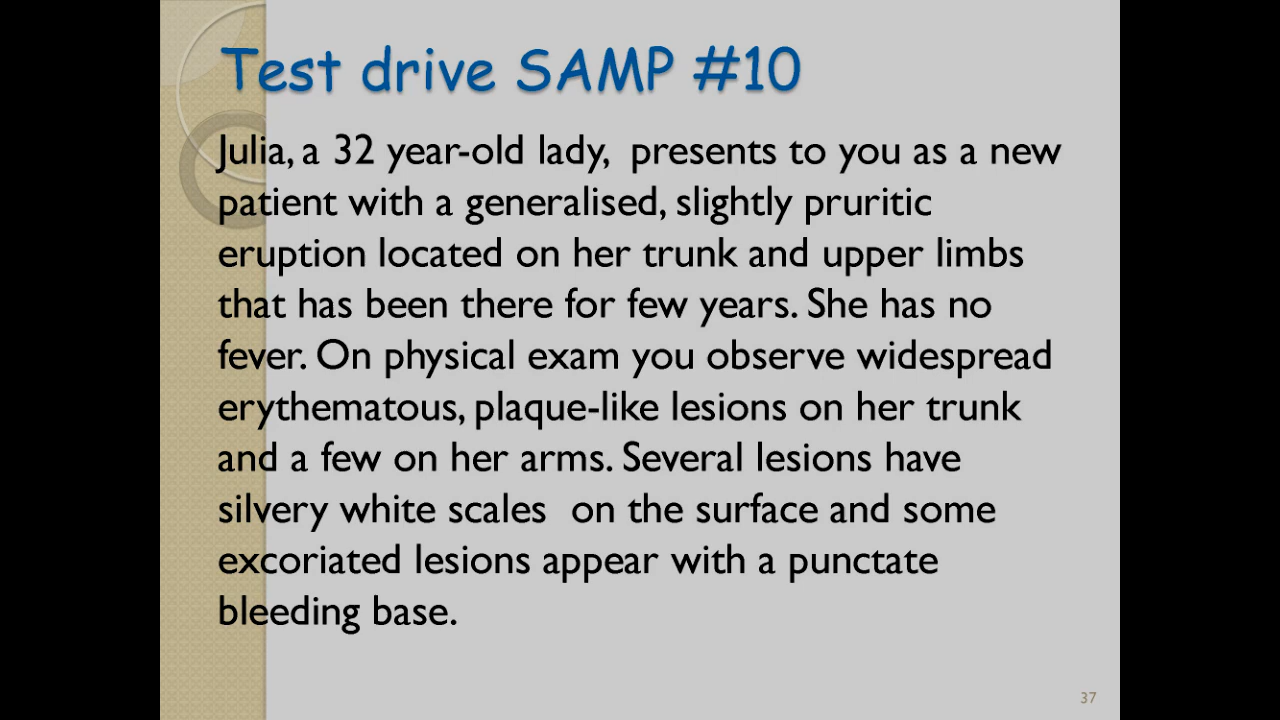 Test drive SAMP #10
Julia, a 32 year-old lady,  presents to you as a new
patient with a generalised, slightly pruritic
eruption located on her trunk and upper limbs
that has been there for few years. She has no
fever. On physical exam you observe widespread
erythematous, plaque-like lesions on her trunk
and a few on her arms. Several lesions have
silvery white scales  on the surface and some
excoriated lesions appear with a punctate
bleeding base.
37